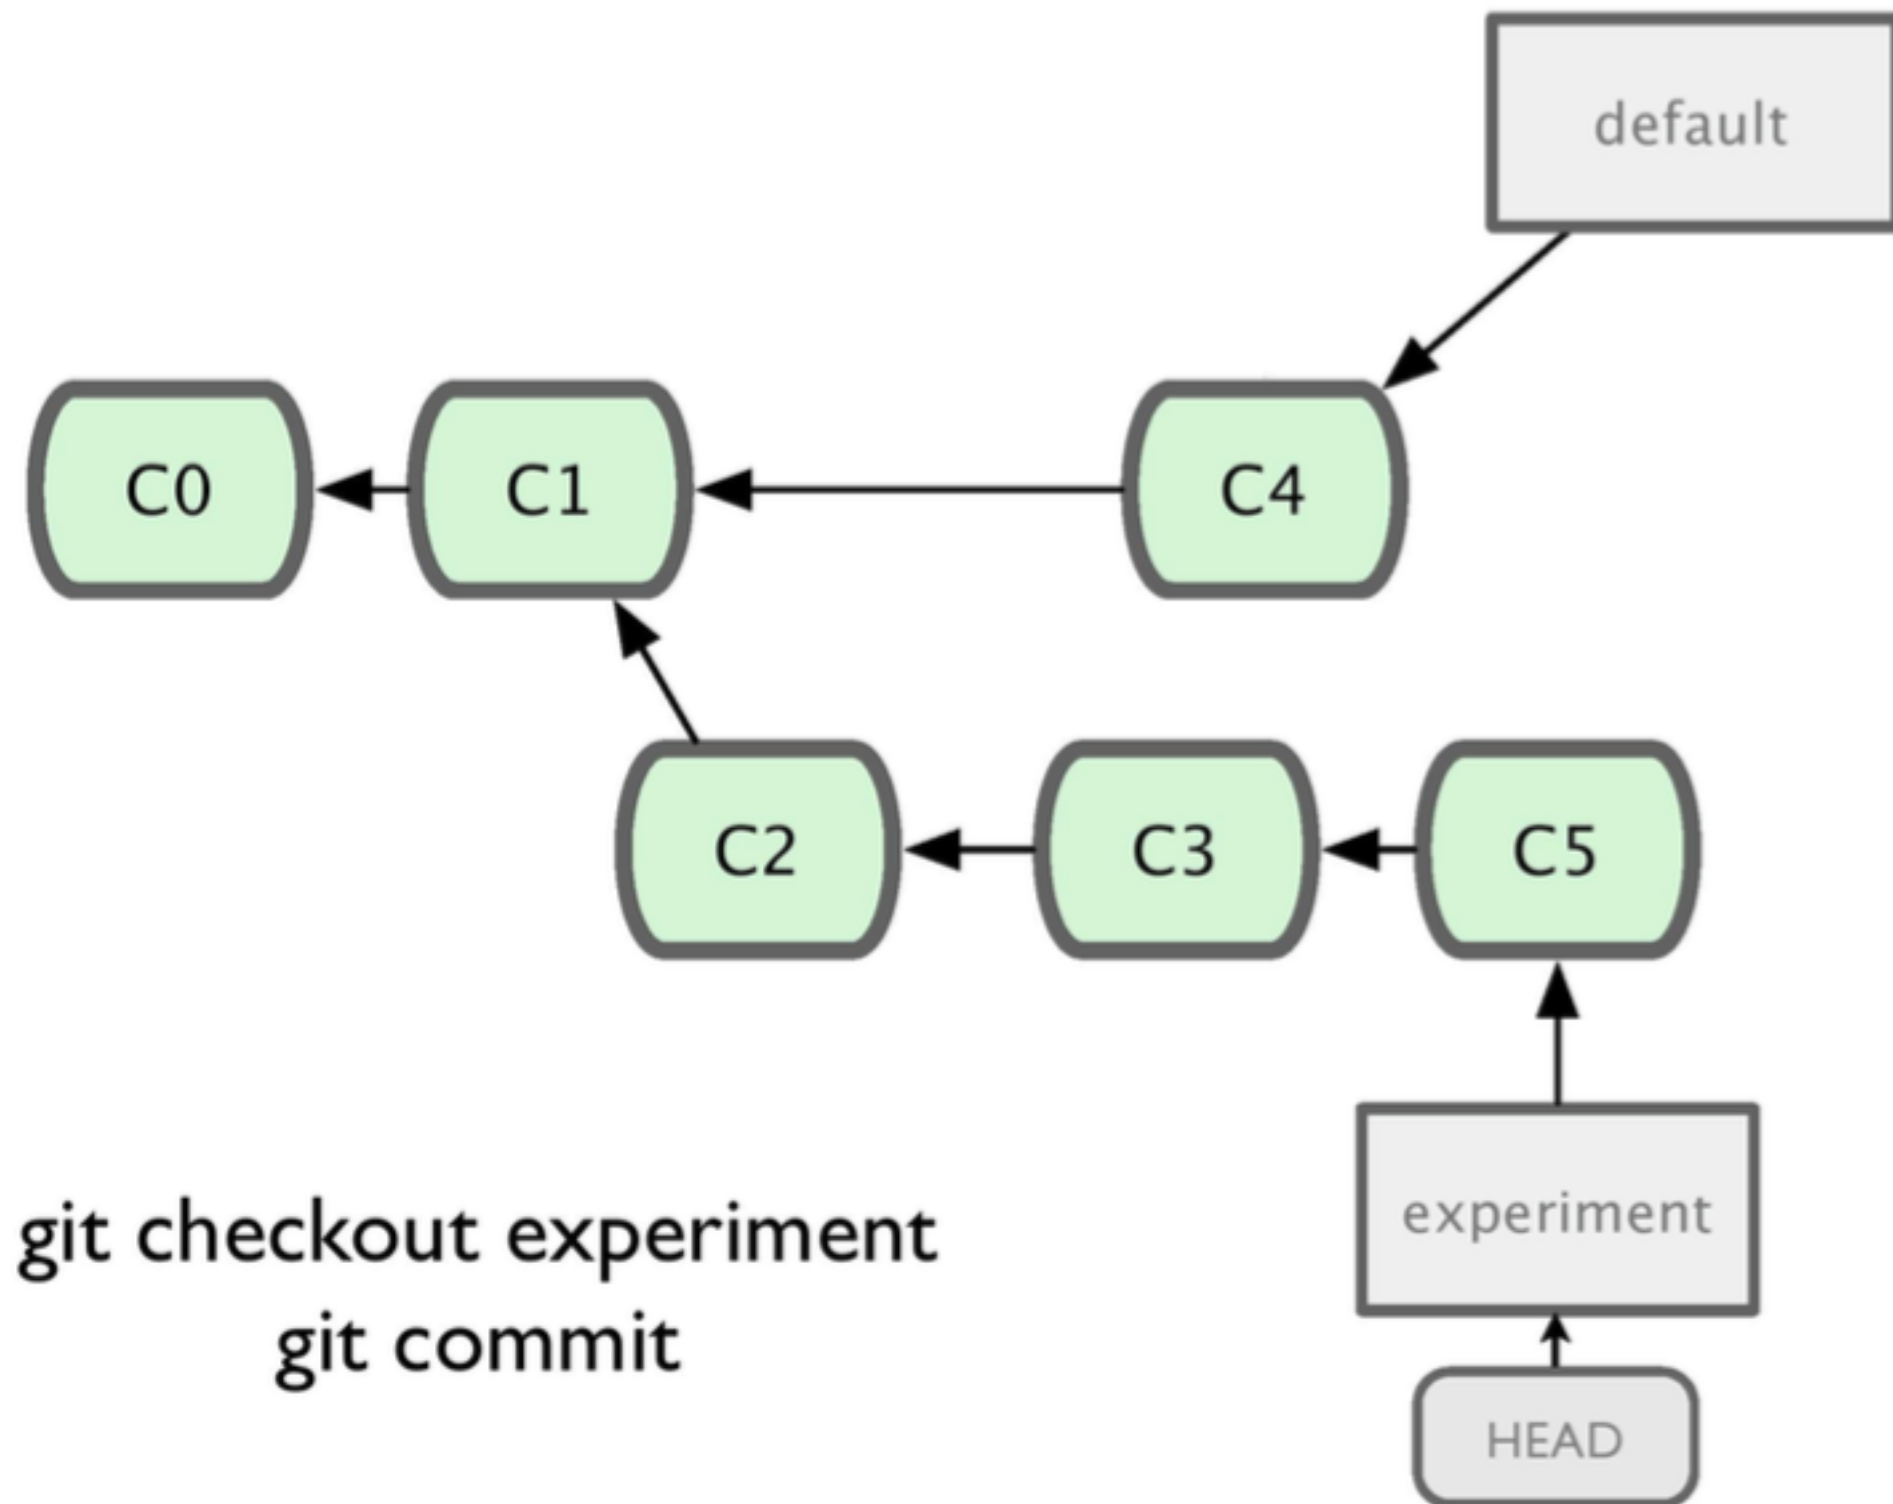 default
C0
C1
C4
C2
C3
C5
experiment
git checkout experiment
git commit
HEAD